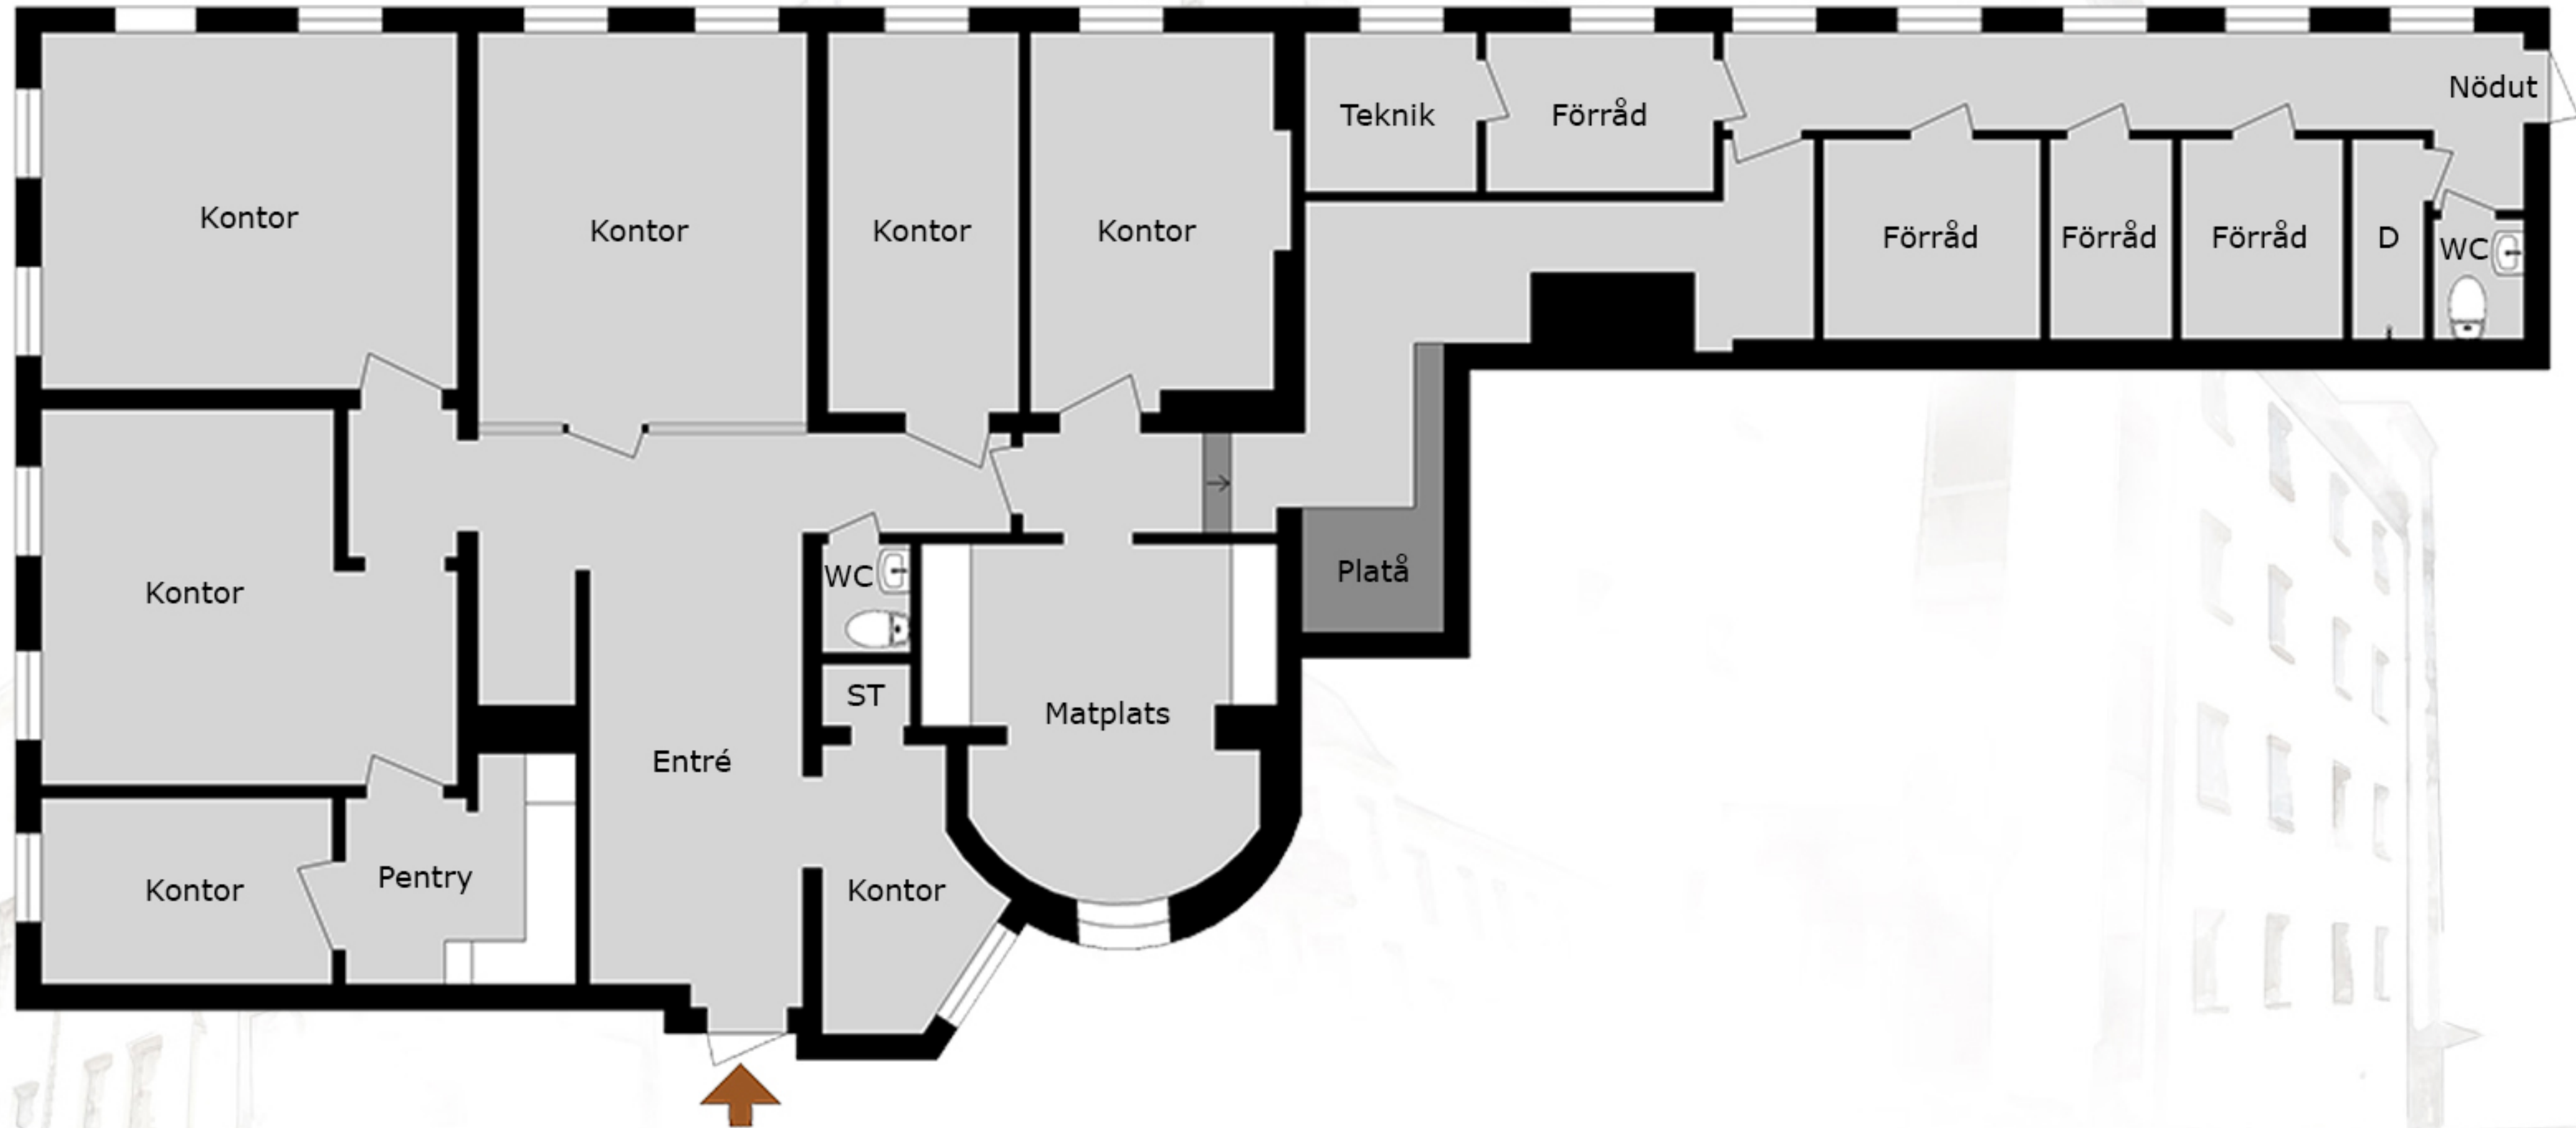 Nödut
Teknik
Förråd
Kontor
Kontor
Kontor
Kontor
Förråd
Förråd
Förråd
D
WC
Platå
WC
Kontor
ST
Matplats
Entré
Pentry
Kontor
Kontor